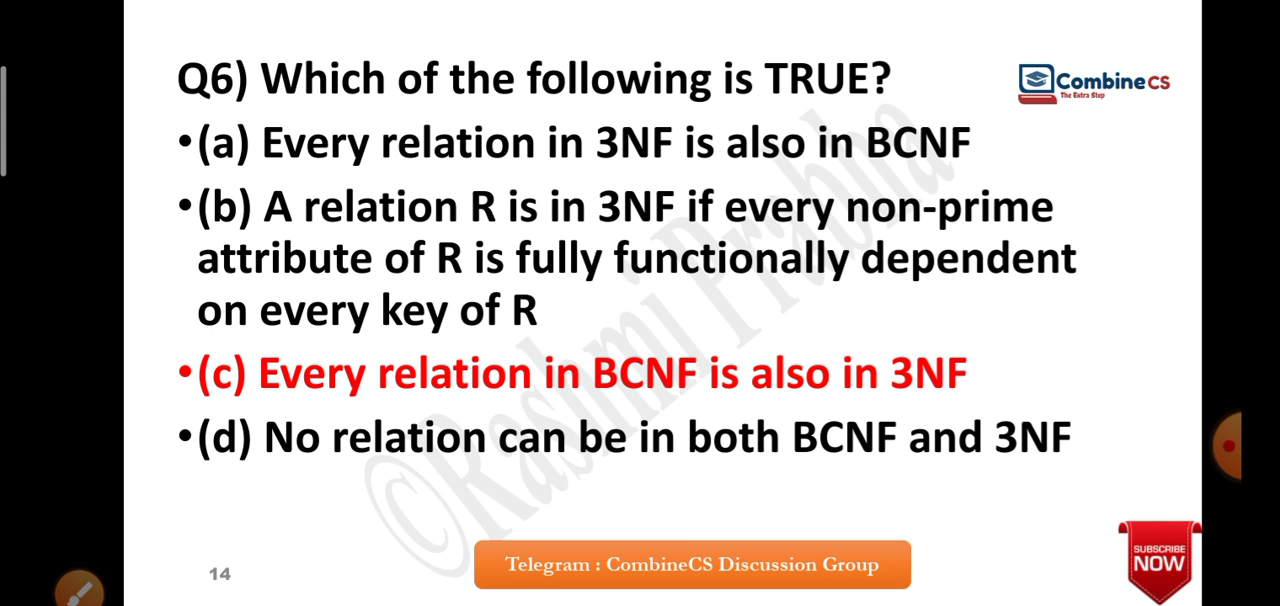 Q6) Which of the following is TRUE?
CombineCS
The Extra Step
•(a) Every relation in 3NF is also in BCNF
•(b) A relation R is in 3NF if every non-prime
attribute of R is fully functionally dependent
on every key of R
•(c) Every relation in BCNF is also in 3NF
•(d) No relation can be in both BCNF and 3NF
©Rashmi Prabha
14
Telegram : CombineCS Discussion Group
SUBSCRIBE
NOW